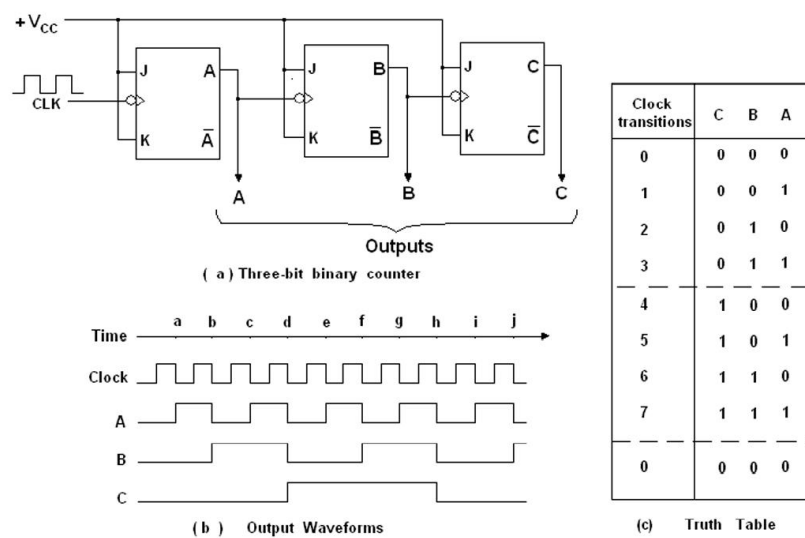 + VCC
J A
CLK
K A̅
J B
K B̅
J C
K C̅
A B C
Outputs
( a ) Three-bit binary counter
Time a b c d e f g h i j
Clock
A
B
C
( b ) Output Waveforms
Clock transitions C B A
0 0 0 0
1 0 0 1
2 0 1 0
3 0 1 1
4 1 0 0
5 1 0 1
6 1 1 0
7 1 1 1
0 0 0 0
(c) Truth Table